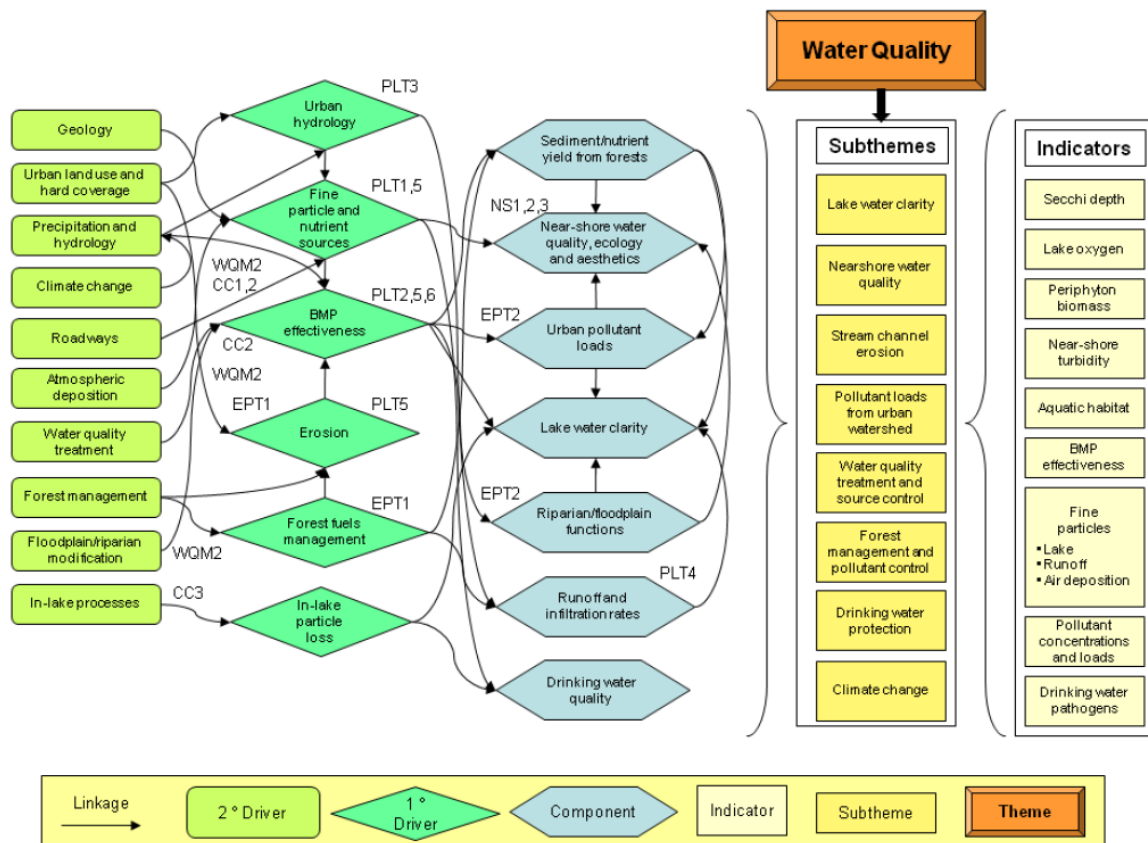 Water Quality
PLT3
Urban
hydrology
Geology
Urban land use and
hard coverage
Precipitation and
hydrology
Climate change
Roadways
Atmospheric
deposition
Water quality
treatment
Forest management
Floodplain/riparian
modification
In-lake processes
PLT1,5
Fine
particle and
nutrient
sources
WQM2
CC1,2
PLT2,5,6
BMP
effectiveness
CC2
WQM2
EPT1
PLT5
Erosion
EPT1
Forest fuels
management
WQM2
CC3
In-lake
particle
loss
Sediment/nutrient
yield from forests
NS1,2,3
Near-shore water
quality, ecology
and aesthetics
EPT2
Urban pollutant
loads
Lake water clarity
EPT2
Riparian/floodplain
functions
PLT4
Runoff and
infiltration rates
Drinking water
quality
Subthemes
Lake water clarity
Nearshore water
quality
Stream channel
erosion
Pollutant loads
from urban
watershed
Water quality
treatment and
source control
Forest
management and
pollutant control
Drinking water
protection
Climate change
Indicators
Secchi depth
Lake oxygen
Periphyton
biomass
Near-shore
turbidity
Aquatic habitat
BMP
effectiveness
Fine
particles
▪Lake
▪Runoff
▪Air deposition
Pollutant
concentrations
and loads
Drinking water
pathogens
Linkage
2° Driver
1°
Driver
Component
Indicator
Subtheme
Theme